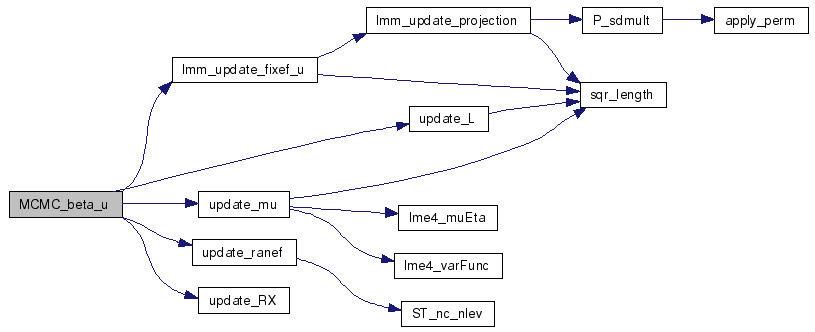 lmm_update_projection
P_sdmult
apply_perm
lmm_update_fixef_u
sqr_length
update_L
MCMC_beta_u
update_mu
lme4_muEta
update_ranef
lme4_varFunc
update_RX
ST_nc_nlev